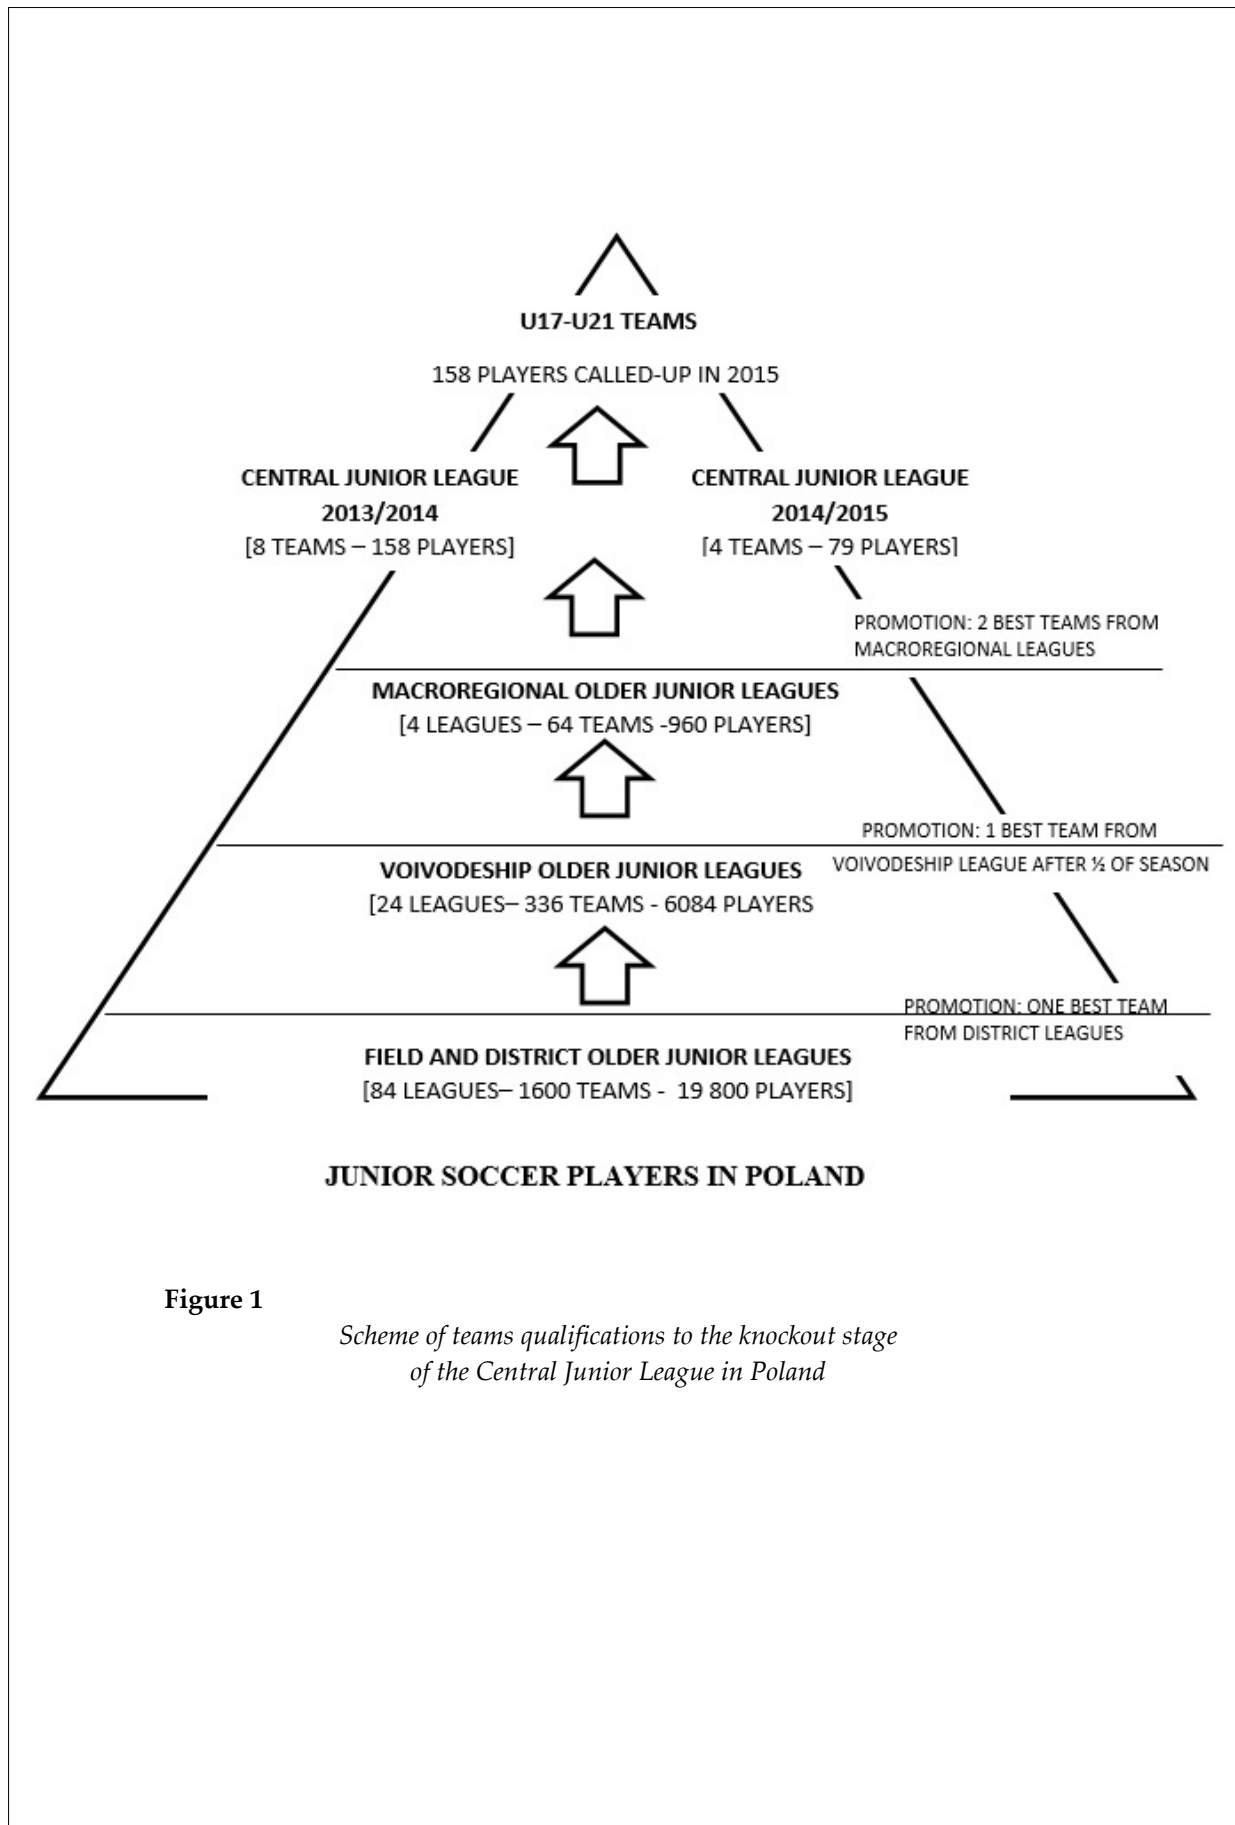 U17-U21 TEAMS
158 PLAYERS CALLED-UP IN 2015
CENTRAL JUNIOR LEAGUE
2013/2014
[8 TEAMS – 158 PLAYERS]
CENTRAL JUNIOR LEAGUE
2014/2015
[4 TEAMS – 79 PLAYERS]
PROMOTION: 2 BEST TEAMS FROM
MACROREGIONAL LEAGUES
MACROREGIONAL OLDER JUNIOR LEAGUES
[4 LEAGUES – 64 TEAMS -960 PLAYERS]
PROMOTION: 1 BEST TEAM FROM
VOIVODESHIP LEAGUE AFTER ½ OF SEASON
VOIVODESHIP OLDER JUNIOR LEAGUES
[24 LEAGUES– 336 TEAMS - 6084 PLAYERS
PROMOTION: ONE BEST TEAM
FROM DISTRICT LEAGUES
FIELD AND DISTRICT OLDER JUNIOR LEAGUES
[84 LEAGUES– 1600 TEAMS - 19 800 PLAYERS]
JUNIOR SOCCER PLAYERS IN POLAND
Figure 1
Scheme of teams qualifications to the knockout stage
of the Central Junior League in Poland